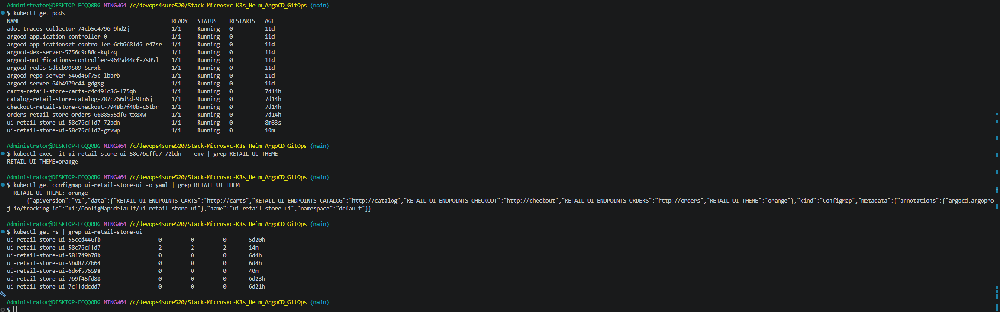 Administrator@DESKTOP-FCQQ0BG MINGW64 /c/devops4sure520/Stack-Microsvc-K8s_Helm_ArgoCD_GitOps (main)
$ kubectl get pods
NAME READY STATUS RESTARTS AGE
adot-traces-collector-74cb5c4796-9hd2j 1/1 Running 0 11d
argocd-application-controller-0 1/1 Running 0 11d
argocd-applicationset-controller-6cb668fd6-r47sr 1/1 Running 0 11d
argocd-dex-server-5756c9c88c-kqtzq 1/1 Running 0 11d
argocd-notifications-controller-9645d44cf-7s85l 1/1 Running 0 11d
argocd-redis-5dbcb99589-5crxk 1/1 Running 0 11d
argocd-repo-server-546d46f75c-lbbrb 1/1 Running 0 11d
argocd-server-64b4979c44-gdgsg 1/1 Running 0 11d
carts-retail-store-carts-c4c49fc86-l75qb 1/1 Running 0 7d14h
catalog-retail-store-catalog-787c766d5d-9tn6j 1/1 Running 0 7d14h
checkout-retail-store-checkout-7948b7f48b-c6tbr 1/1 Running 0 7d14h
orders-retail-store-orders-6688555df6-tx8xw 1/1 Running 0 7d14h
ui-retail-store-ui-58c76cffd7-72bdn 1/1 Running 0 8m33s
ui-retail-store-ui-58c76cffd7-gzvwp 1/1 Running 0 10m
Administrator@DESKTOP-FCQQ0BG MINGW64 /c/devops4sure520/Stack-Microsvc-K8s_Helm_ArgoCD_GitOps (main)
$ kubectl exec -it ui-retail-store-ui-58c76cffd7-72bdn -- env | grep RETAIL_UI_THEME
RETAIL_UI_THEME=orange
Administrator@DESKTOP-FCQQ0BG MINGW64 /c/devops4sure520/Stack-Microsvc-K8s_Helm_ArgoCD_GitOps (main)
$ kubectl get configmap ui-retail-store-ui -o yaml | grep RETAIL_UI_THEME
RETAIL_UI_THEME: orange
{"apiVersion":"v1","data":{"RETAIL_UI_ENDPOINTS_CARTS":"http://carts","RETAIL_UI_ENDPOINTS_CATALOG":"http://catalog","RETAIL_UI_ENDPOINTS_CHECKOUT":"http://checkout","RETAIL_UI_ENDPOINTS_ORDERS":"http://orders","RETAIL_UI_THEME":"orange"},"kind":"ConfigMap","metadata":{"annotations":{"argocd.argopro
j.io/tracking-id":"ui:/ConfigMap:default/ui-retail-store-ui"},"name":"ui-retail-store-ui","namespace":"default"}}
Administrator@DESKTOP-FCQQ0BG MINGW64 /c/devops4sure520/Stack-Microsvc-K8s_Helm_ArgoCD_GitOps (main)
$ kubectl get rs | grep ui-retail-store-ui
ui-retail-store-ui-55ccd446fb 0 0 0 5d20h
ui-retail-store-ui-58c76cffd7 2 2 2 14m
ui-retail-store-ui-58f749b78b 0 0 0 6d4h
ui-retail-store-ui-5bd8777b64 0 0 0 6d4h
ui-retail-store-ui-6d6f576598 0 0 0 40m
ui-retail-store-ui-769f45fd88 0 0 0 6d23h
ui-retail-store-ui-7cffddcdd7 0 0 0 6d21h
Administrator@DESKTOP-FCQQ0BG MINGW64 /c/devops4sure520/Stack-Microsvc-K8s_Helm_ArgoCD_GitOps (main)
$